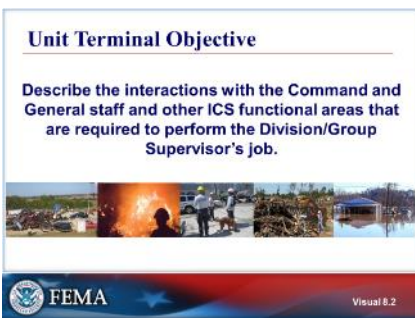 Unit Terminal Objective
Describe the interactions with the Command and
General staff and other ICS functional areas that
are required to perform the Division/Group
Supervisor's job.
FEMA
Visual 8.2